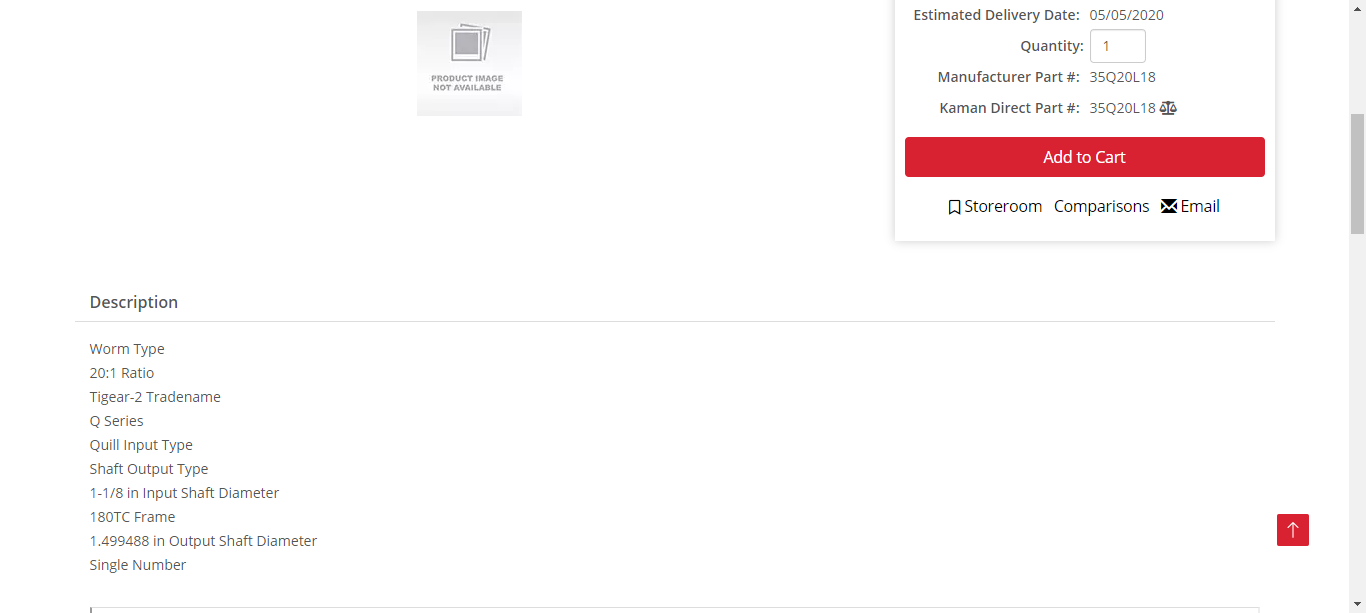 PRODUCT IMAGE
NOT AVAILABLE
Estimated Delivery Date: 05/05/2020
Quantity: 1
Manufacturer Part #: 35Q20L18
Kaman Direct Part #: 35Q20L18
Add to Cart
Storeroom Comparisons Email
Description
Worm Type
20:1 Ratio
Tigear-2 Tradename
Q Series
Quill Input Type
Shaft Output Type
1-1/8 in Input Shaft Diameter
180TC Frame
1.499488 in Output Shaft Diameter
Single Number